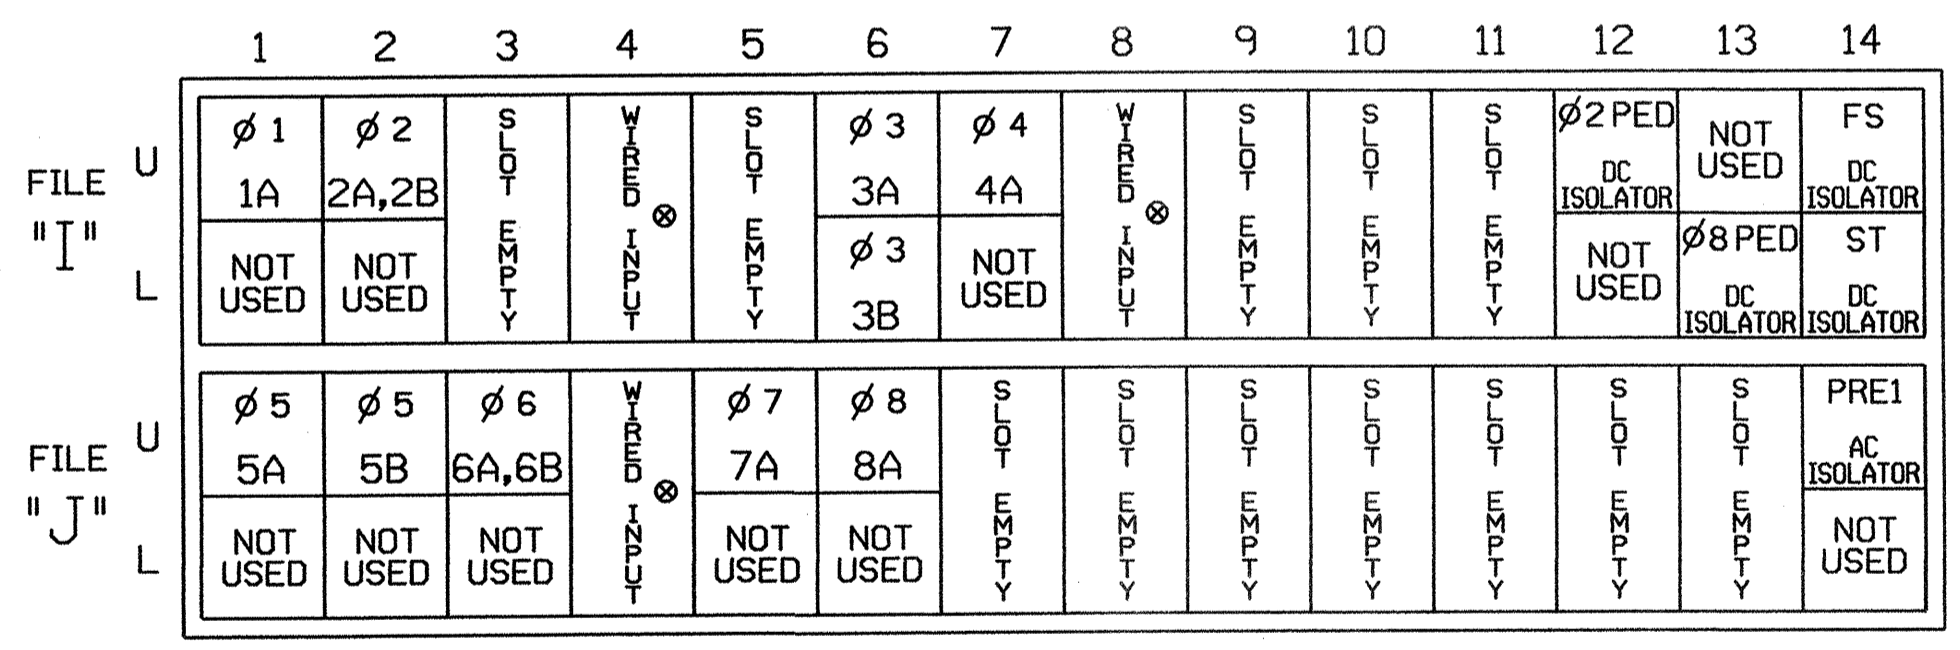 1 2 3 4 5 6 7 8 9 10 11 12 13 14
FILE "I"
U
L
Ø 1 1A
NOT USED
Ø 2 2A,2B
NOT USED
SLOT EMPTY
WIRED INPUT ⊗
SLOT EMPTY
Ø 3 3A
Ø 3 3B
Ø 4 4A
NOT USED
WIRED INPUT ⊗
SLOT EMPTY
SLOT EMPTY
SLOT EMPTY
Ø2 PED DC ISOLATOR
NOT USED
NOT USED
Ø8 PED DC ISOLATOR
FS DC ISOLATOR
ST DC ISOLATOR
FILE "J"
U
L
Ø 5 5A
NOT USED
Ø 5 5B
NOT USED
Ø 6 6A,6B
NOT USED
WIRED INPUT ⊗
Ø 7 7A
NOT USED
Ø 8 8A
NOT USED
SLOT EMPTY
SLOT EMPTY
SLOT EMPTY
SLOT EMPTY
SLOT EMPTY
SLOT EMPTY
SLOT EMPTY
PRE1 AC ISOLATOR
NOT USED